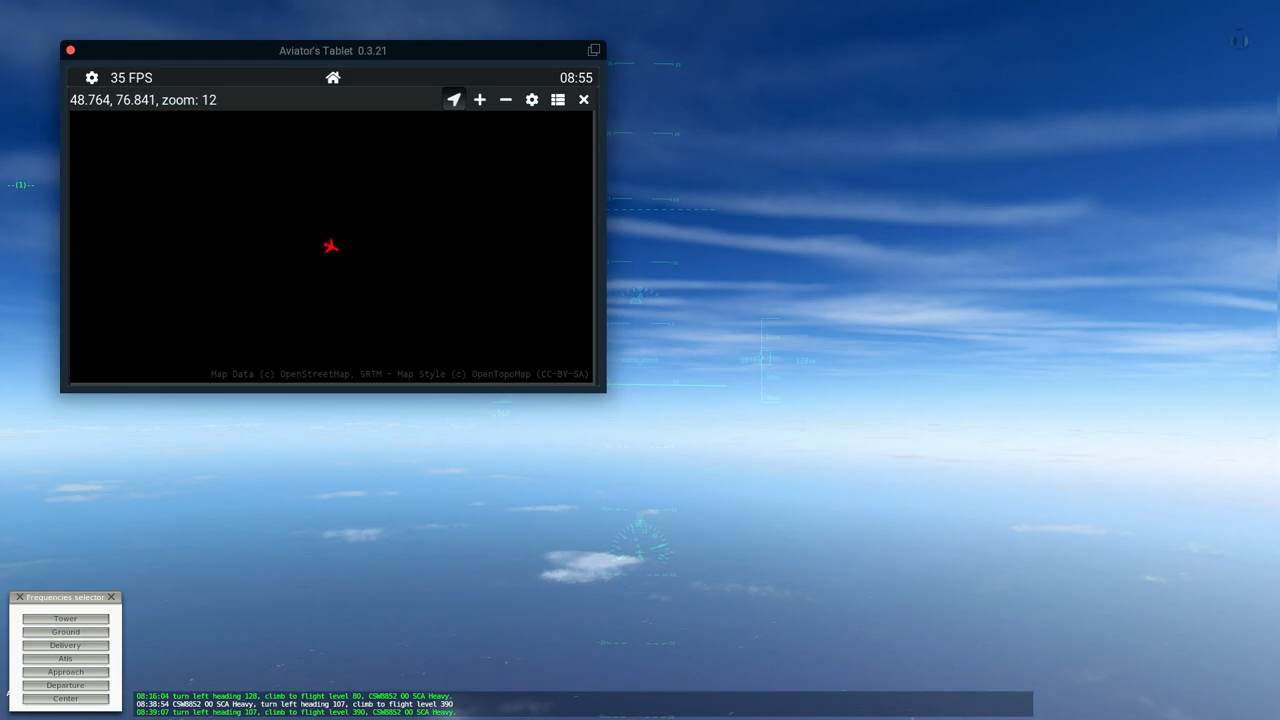 Aviator's Tablet 0.3.21
35 FPS
08:55
48.764, 76.841, zoom: 12
--(1)--
Map Data (c) OpenStreetMap, SRTM - Map Style (c) OpenTopoMap (CC-BY-SA)
Frequencies selector
Tower
Ground
Delivery
Atis
Approach
Departure
Center
08:16:04 turn left heading 128, climb to flight level 80, CSW8852 OO SCA Heavy.
08:38:54 CSW8852 OO SCA Heavy, turn left heading 107, climb to flight level 390
08:39:07 turn left heading 107, climb to flight level 390, CSW8852 OO SCA Heavy.